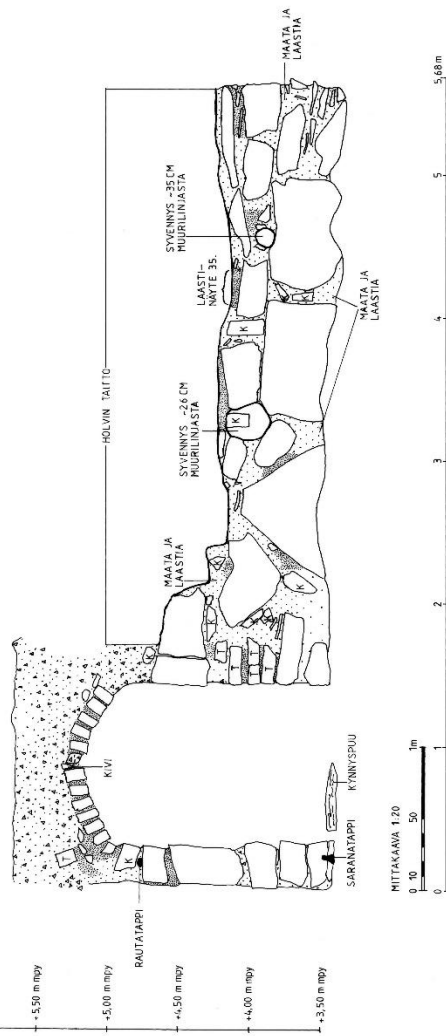 +5,50 m mpy
+5,00 m mpy
+4,50 m mpy
+4,00 m mpy
+3,50 m mpy
HOLVIN TAITTO
KIVI
RAUTATAPPI
SARANATAPPI
KYNNYSPUU
MAATA JA
LAASTIA
SYVENNYS -26 CM
MUURILINJASTA
LAASTI-
NÄYTE 35.
SYVENNYS -35 CM
MUURILINJASTA
MAATA JA
LAASTIA
MAATA JA
LAASTIA
T
K
K
K
T
T
T
T
K
K
K
K
K
MITTAKAAVA 1:20
0 10 50 1m
0 1 2 3 4 5 5,68 m